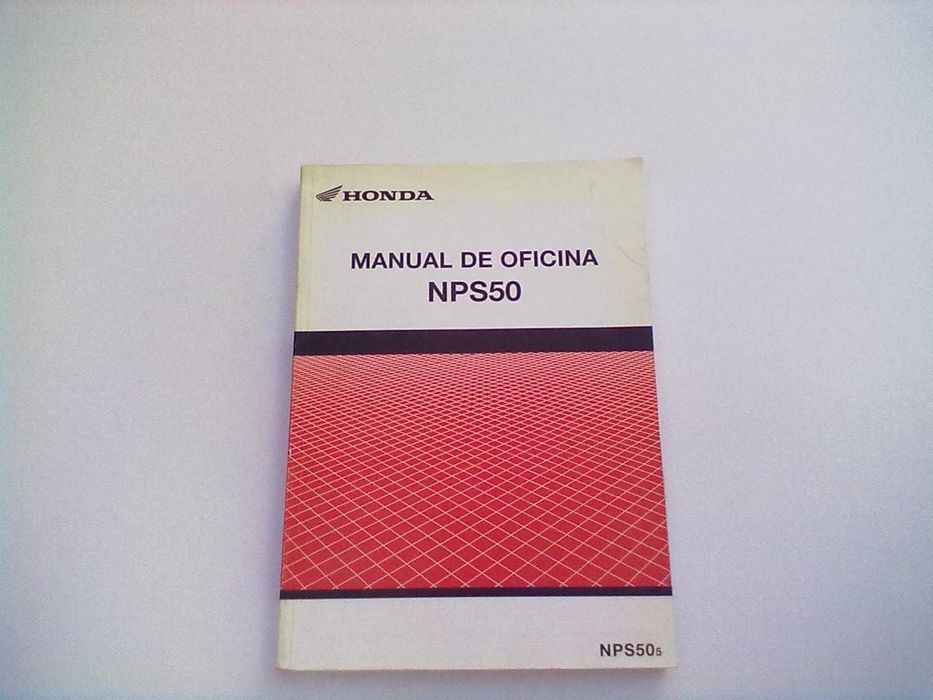 HONDA
MANUAL DE OFICINA
NPS50
NPS505